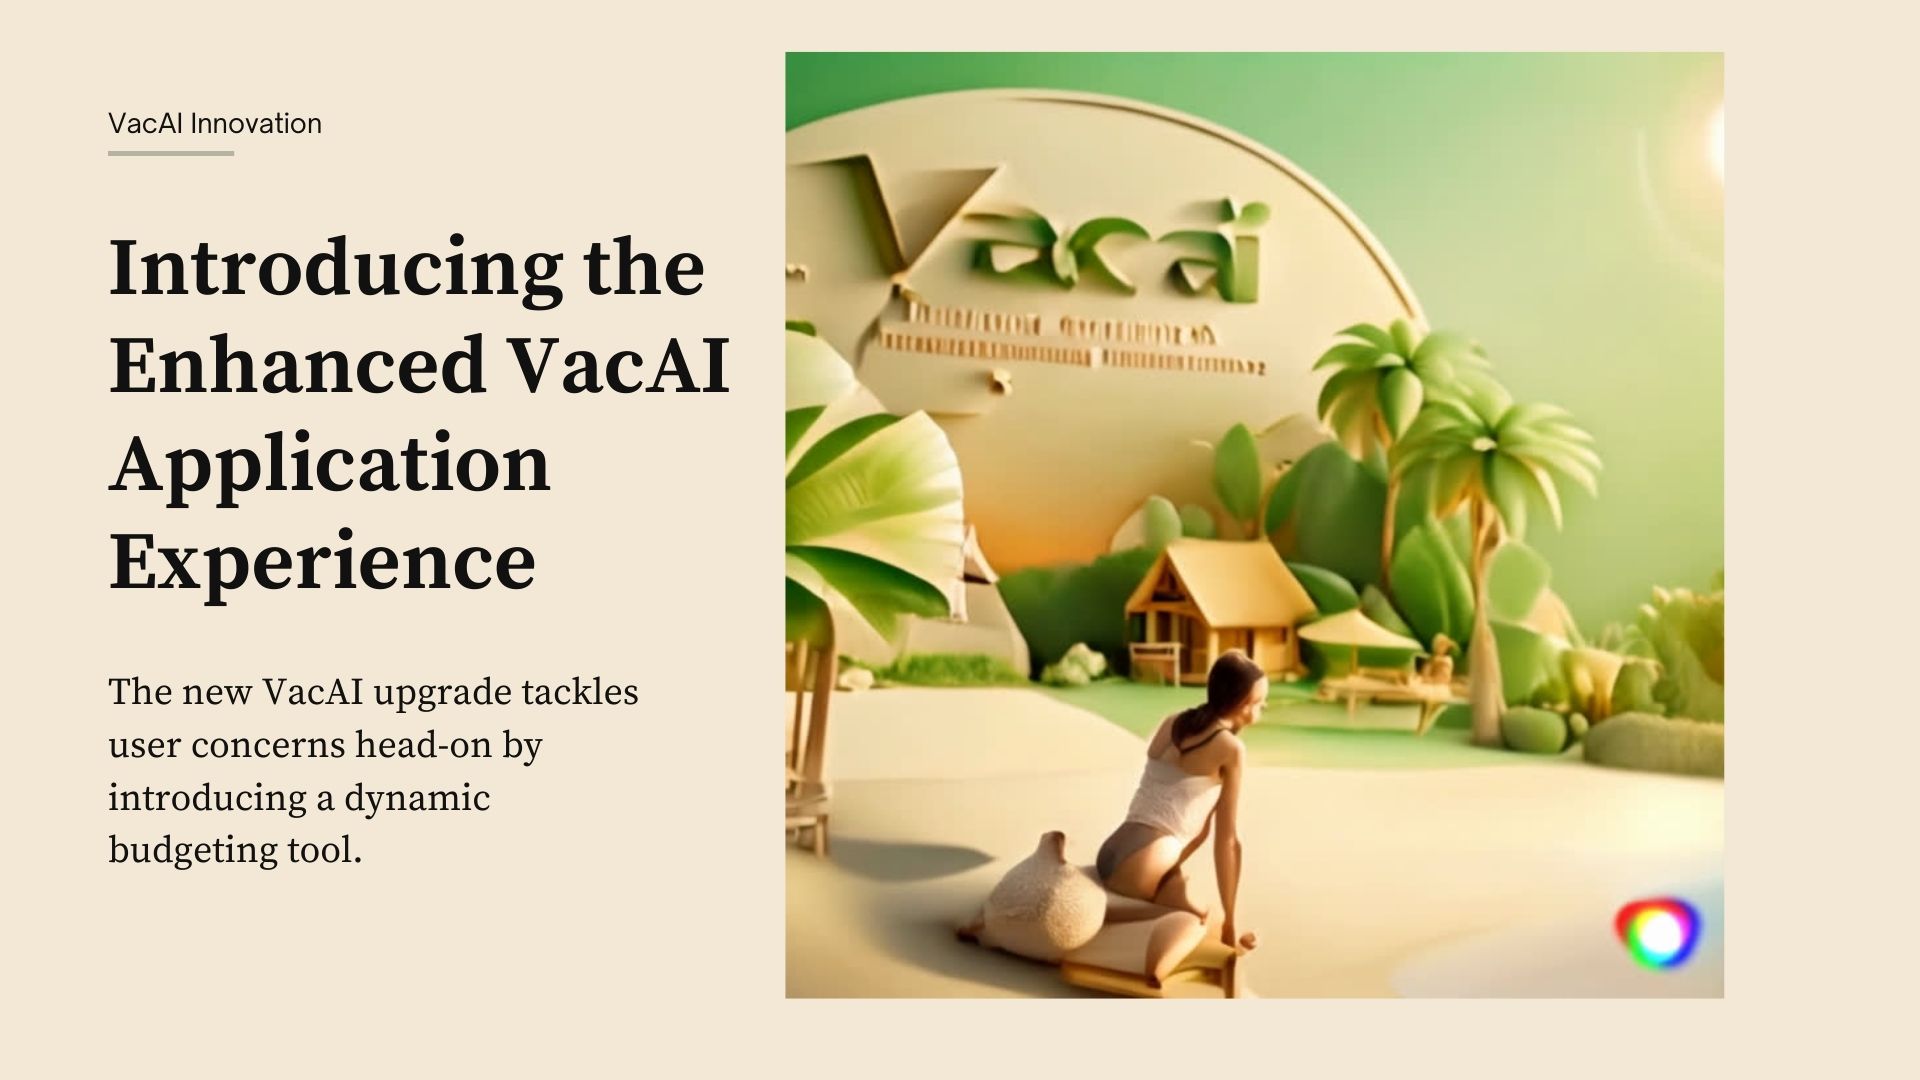 VacAI Innovation
Introducing the
Enhanced VacAI
Application
Experience
The new VacAI upgrade tackles
user concerns head-on by
introducing a dynamic
budgeting tool.
Vacai